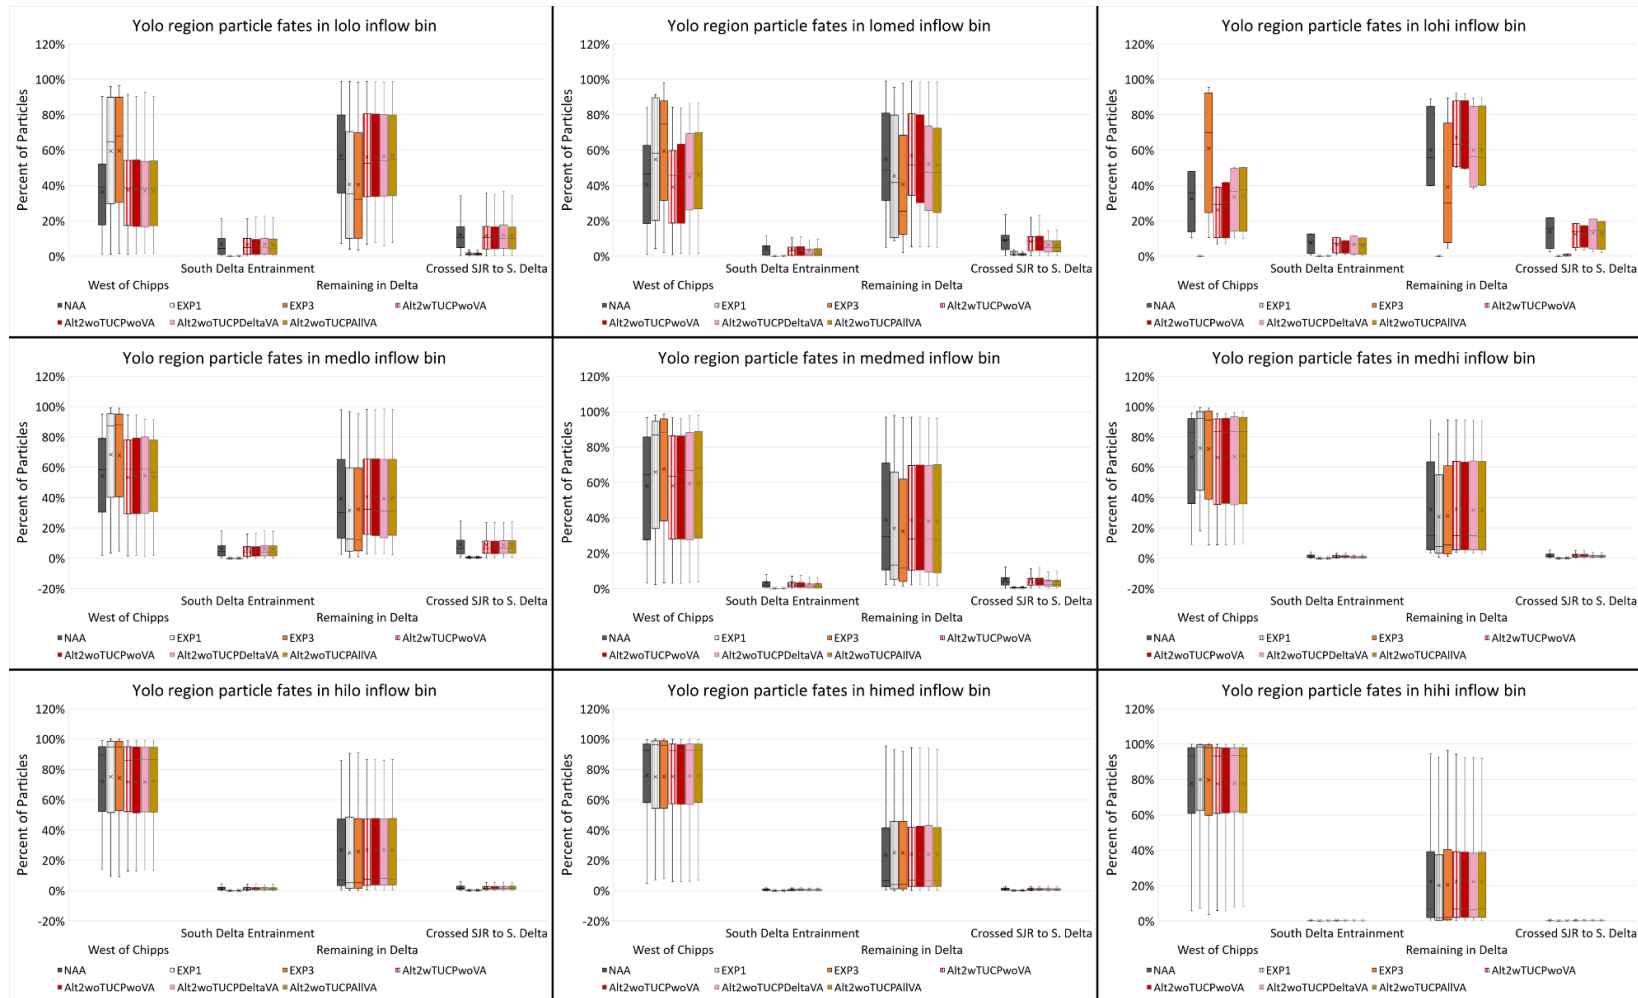 Yolo region particle fates in lolo inflow bin
Percent of Particles
120%
100%
80%
60%
40%
20%
0%
South Delta Entrainment Crossed SJR to S. Delta
West of Chipps Remaining in Delta
NAA EXP1 EXP3 Alt2wTUCPwoVA
Alt2woTUCPwoVA Alt2woTUCPDeltaVA Alt2woTUCPAllVA
Yolo region particle fates in lomed inflow bin
Percent of Particles
120%
100%
80%
60%
40%
20%
0%
South Delta Entrainment Crossed SJR to S. Delta
West of Chipps Remaining in Delta
NAA EXP1 EXP3 Alt2wTUCPwoVA
Alt2woTUCPwoVA Alt2woTUCPDeltaVA Alt2woTUCPAllVA
Yolo region particle fates in lohi inflow bin
Percent of Particles
120%
100%
80%
60%
40%
20%
0%
South Delta Entrainment Crossed SJR to S. Delta
West of Chipps Remaining in Delta
NAA EXP1 EXP3 Alt2wTUCPwoVA
Alt2woTUCPwoVA Alt2woTUCPDeltaVA Alt2woTUCPAllVA
Yolo region particle fates in medlo inflow bin
Percent of Particles
120%
100%
80%
60%
40%
20%
0%
-20%
South Delta Entrainment Crossed SJR to S. Delta
West of Chipps Remaining in Delta
NAA EXP1 EXP3 Alt2wTUCPwoVA
Alt2woTUCPwoVA Alt2woTUCPDeltaVA Alt2woTUCPAllVA
Yolo region particle fates in medmed inflow bin
Percent of Particles
120%
100%
80%
60%
40%
20%
0%
South Delta Entrainment Crossed SJR to S. Delta
West of Chipps Remaining in Delta
NAA EXP1 EXP3 Alt2wTUCPwoVA
Alt2woTUCPwoVA Alt2woTUCPDeltaVA Alt2woTUCPAllVA
Yolo region particle fates in medhi inflow bin
Percent of Particles
120%
100%
80%
60%
40%
20%
0%
-20%
South Delta Entrainment Crossed SJR to S. Delta
West of Chipps Remaining in Delta
NAA EXP1 EXP3 Alt2wTUCPwoVA
Alt2woTUCPwoVA Alt2woTUCPDeltaVA Alt2woTUCPAllVA
Yolo region particle fates in hilo inflow bin
Percent of Particles
120%
100%
80%
60%
40%
20%
0%
-20%
South Delta Entrainment Crossed SJR to S. Delta
West of Chipps Remaining in Delta
NAA EXP1 EXP3 Alt2wTUCPwoVA
Alt2woTUCPwoVA Alt2woTUCPDeltaVA Alt2woTUCPAllVA
Yolo region particle fates in himed inflow bin
Percent of Particles
120%
100%
80%
60%
40%
20%
0%
-20%
South Delta Entrainment Crossed SJR to S. Delta
West of Chipps Remaining in Delta
NAA EXP1 EXP3 Alt2wTUCPwoVA
Alt2woTUCPwoVA Alt2woTUCPDeltaVA Alt2woTUCPAllVA
Yolo region particle fates in hihi inflow bin
Percent of Particles
120%
100%
80%
60%
40%
20%
0%
South Delta Entrainment Crossed SJR to S. Delta
West of Chipps Remaining in Delta
NAA EXP1 EXP3 Alt2wTUCPwoVA
Alt2woTUCPwoVA Alt2woTUCPDeltaVA Alt2woTUCPAllVA